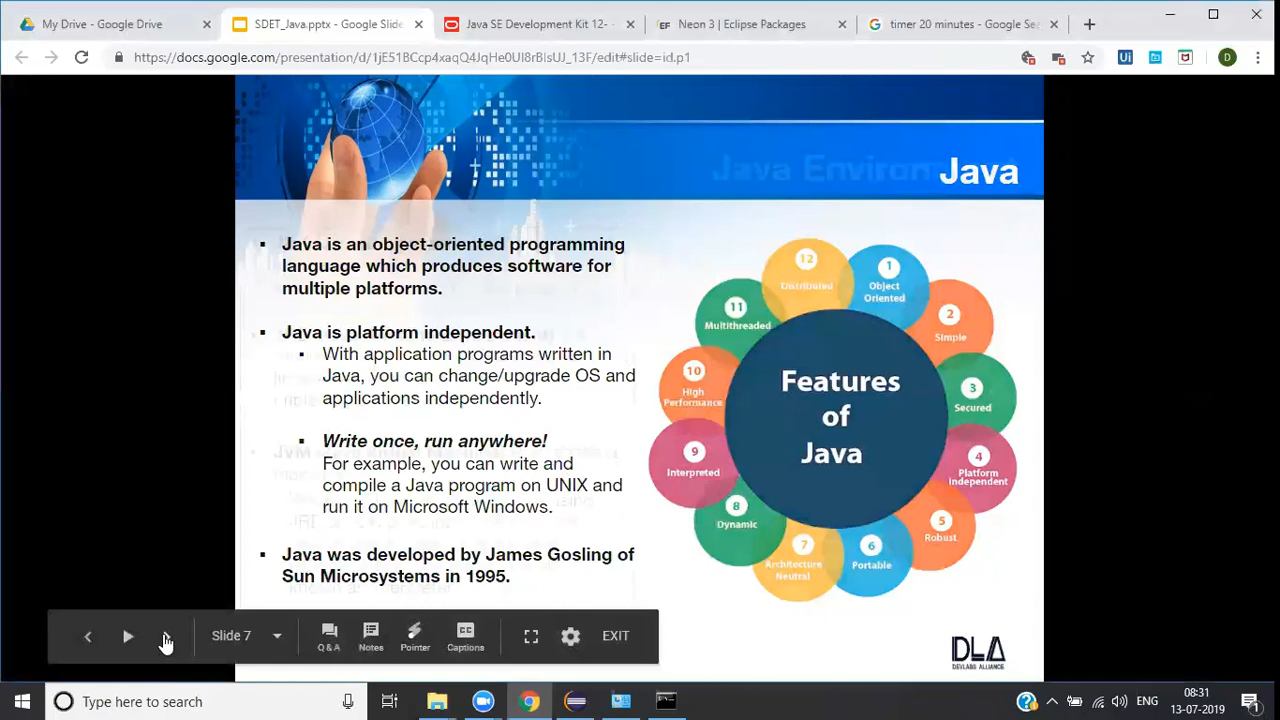 My Drive - Google Drive
SDET_Java.pptx - Google Slide
Java SE Development Kit 12-
Neon 3 | Eclipse Packages
timer 20 minutes - Google Se
https://docs.google.com/presentation/d/1jE51BCcp4xaqQ4JgHe0UI8rBlsUJ_13F/edit#slide=id.p1
Ui
D
Java Environ
Java
Java is an object-oriented programming
language which produces software for
multiple platforms.
Java is platform independent.
With application programs written in
Java, you can change/upgrade OS and
applications independently.
Write once, run anywhere!
For example, you can write and
compile a Java program on UNIX and
run it on Microsoft Windows.
Java was developed by James Gosling of
Sun Microsystems in 1995.
Features
of
Java
1
Object
Oriented
2
Simple
3
Secured
4
Platform
Independent
5
Robust
6
Portable
7
Architecture
Neutral
8
Dynamic
9
Interpreted
10
High
Performance
11
Multithreaded
12
Distributed
DLA
DEVLABS ALLIANCE
Slide 7
Q & A
Notes
Pointer
Captions
EXIT
Type here to search
ENG
08:31
13-07-2019